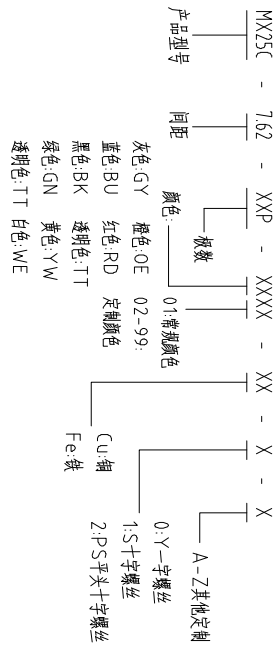 MX25C - 7.62 - XXP - XXXX - XX - X - X
产品型号
间距
极数
颜色:
灰色:GY 橙色:OE
蓝色:BU 红色:RD
黑色:BK 透明色:TT
绿色:GN 黄色:YW
透明色:TT 白色:WE
01:常规颜色
02-99:
定制颜色
Cu:铜
Fe:铁
0:Y一字螺丝
1:S十字螺丝
2:PS平头十字螺丝
A-Z其他定制